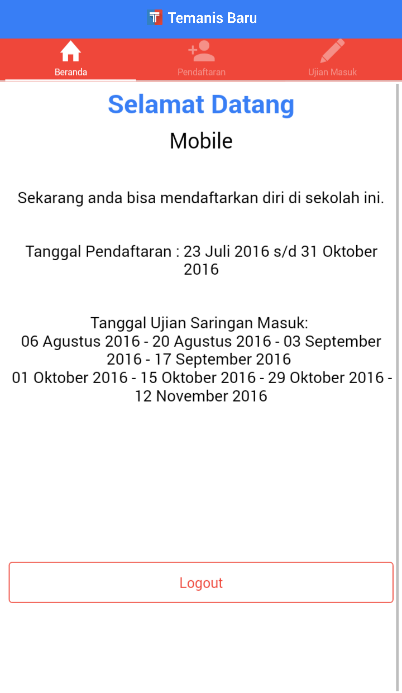 T Temanis Baru
Beranda
Pendaftaran
Ujian Masuk
Selamat Datang
Mobile
Sekarang anda bisa mendaftarkan diri di sekolah ini.
Tanggal Pendaftaran : 23 Juli 2016 s/d 31 Oktober
2016
Tanggal Ujian Saringan Masuk:
06 Agustus 2016 - 20 Agustus 2016 - 03 September
2016 - 17 September 2016
01 Oktober 2016 - 15 Oktober 2016 - 29 Oktober 2016 -
12 November 2016
Logout